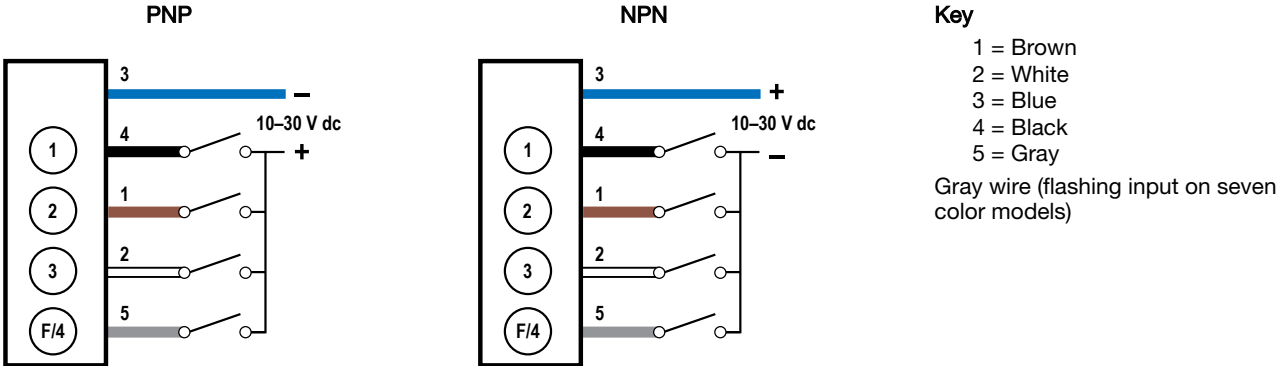 PNP
3
–
10–30 V dc
1
4
+
2
1
3
2
F/4
5
NPN
3
+
10–30 V dc
1
4
–
2
1
3
2
F/4
5
Key
1 = Brown
2 = White
3 = Blue
4 = Black
5 = Gray
Gray wire (flashing input on seven
color models)